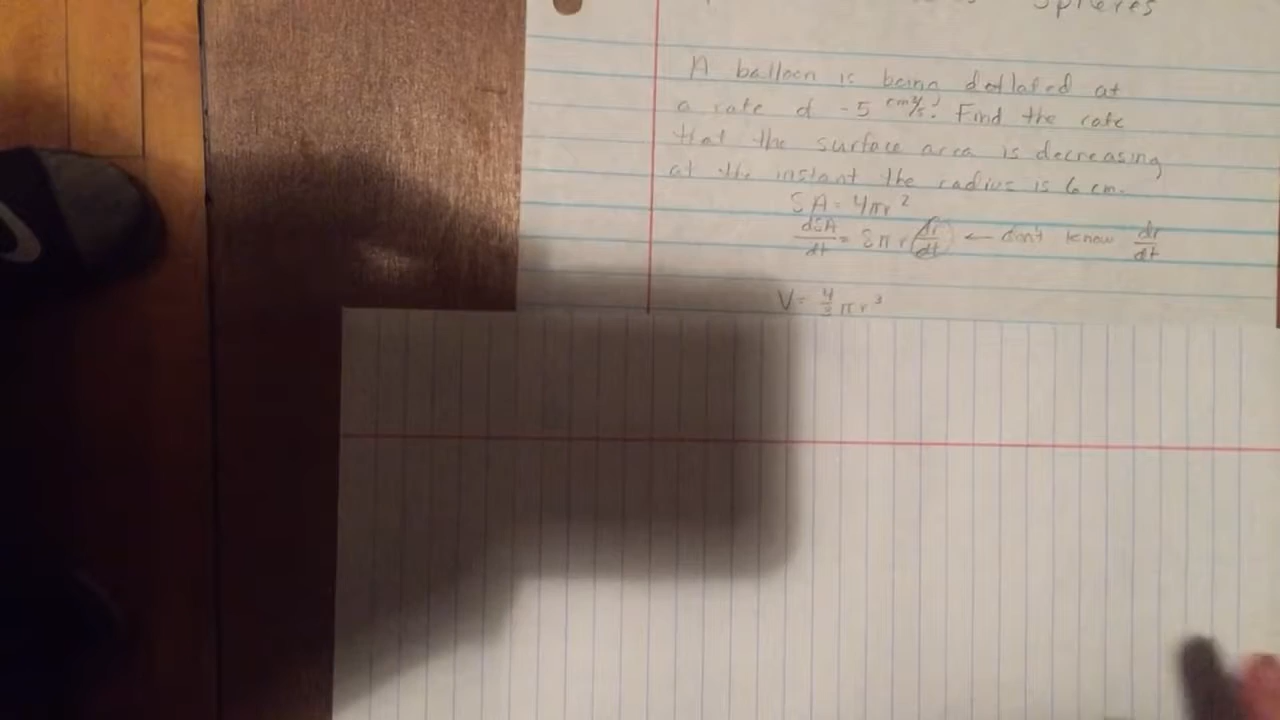 Spheres
A balloon is being deflated at
a rate of -5 cm³/s. Find the rate
that the surface area is decreasing
at the instant the radius is 6 cm.
SA = 4πr²
dSA/dt = 8πr(dr/dt) ← don't know dr/dt
V = 4/3 πr³